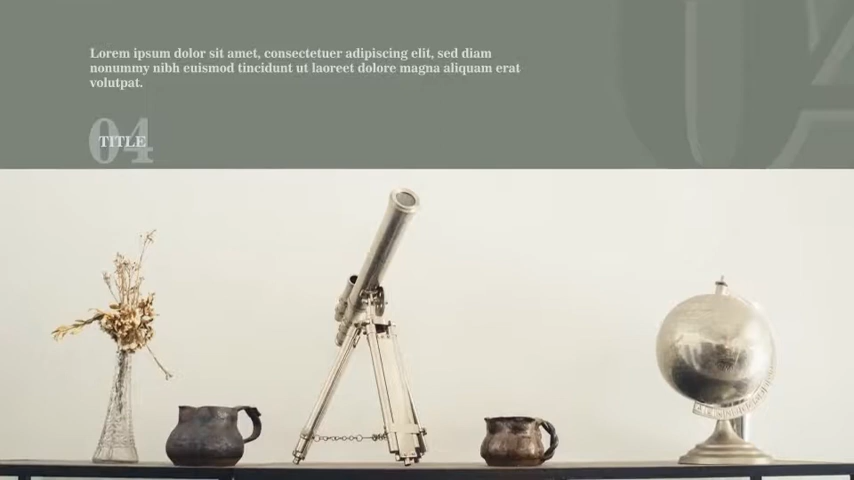 Lorem ipsum dolor sit amet, consectetuer adipiscing elit, sed diam
nonummy nibh euismod tincidunt ut laoreet dolore magna aliquam erat
volutpat.
04
TITLE
04